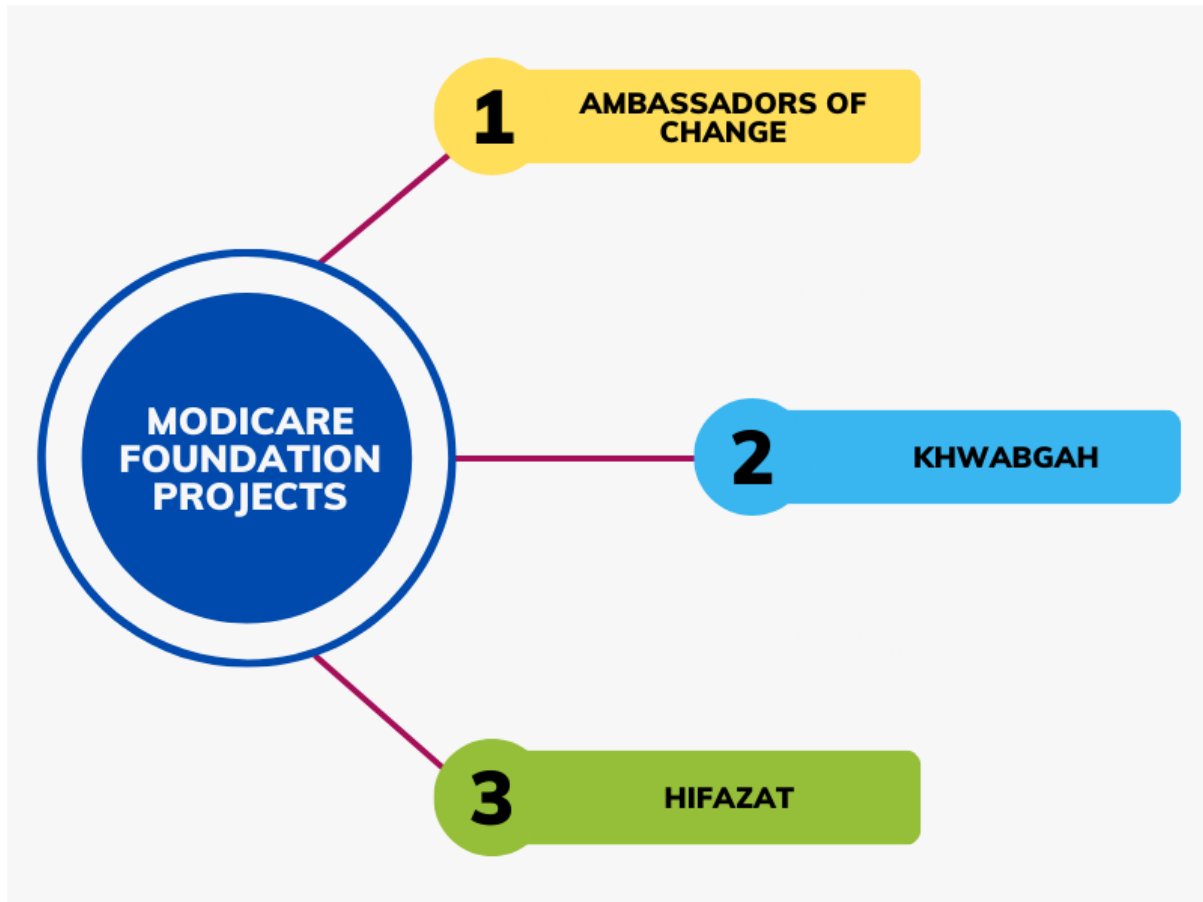 MODICARE
FOUNDATION
PROJECTS
1
AMBASSADORS OF
CHANGE
2
KHWABGAH
3
HIFAZAT